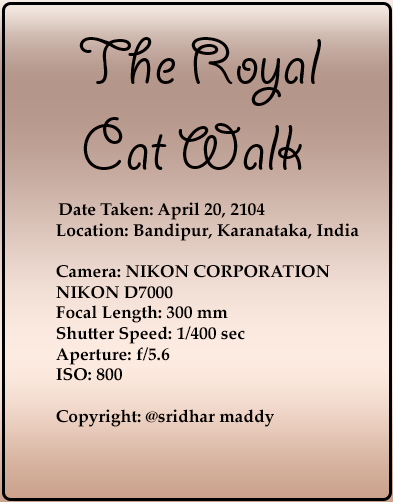 The Royal
Cat Walk
Date Taken: April 20, 2104
Location: Bandipur, Karanataka, India
Camera: NIKON CORPORATION
NIKON D7000
Focal Length: 300 mm
Shutter Speed: 1/400 sec
Aperture: f/5.6
ISO: 800
Copyright: @sridhar maddy